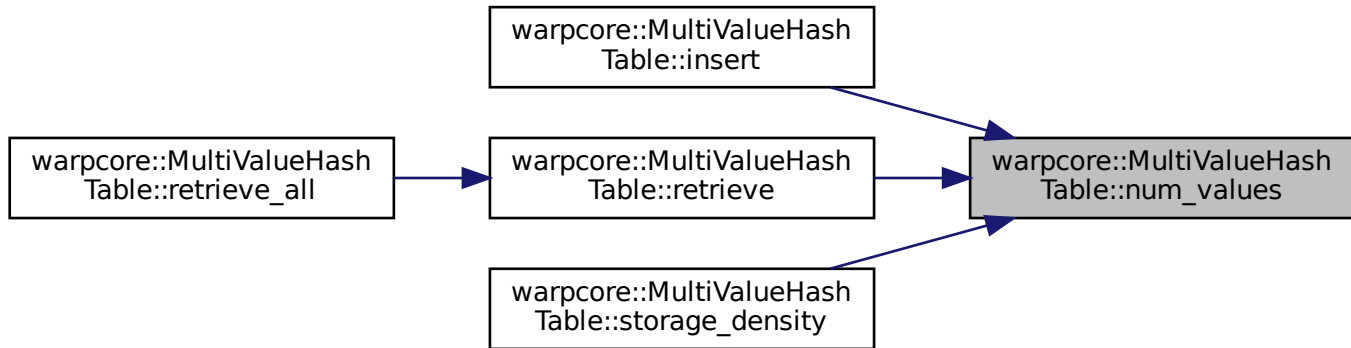 warpcore::MultiValueHash
Table::insert
warpcore::MultiValueHash
Table::retrieve_all
warpcore::MultiValueHash
Table::retrieve
warpcore::MultiValueHash
Table::num_values
warpcore::MultiValueHash
Table::storage_density